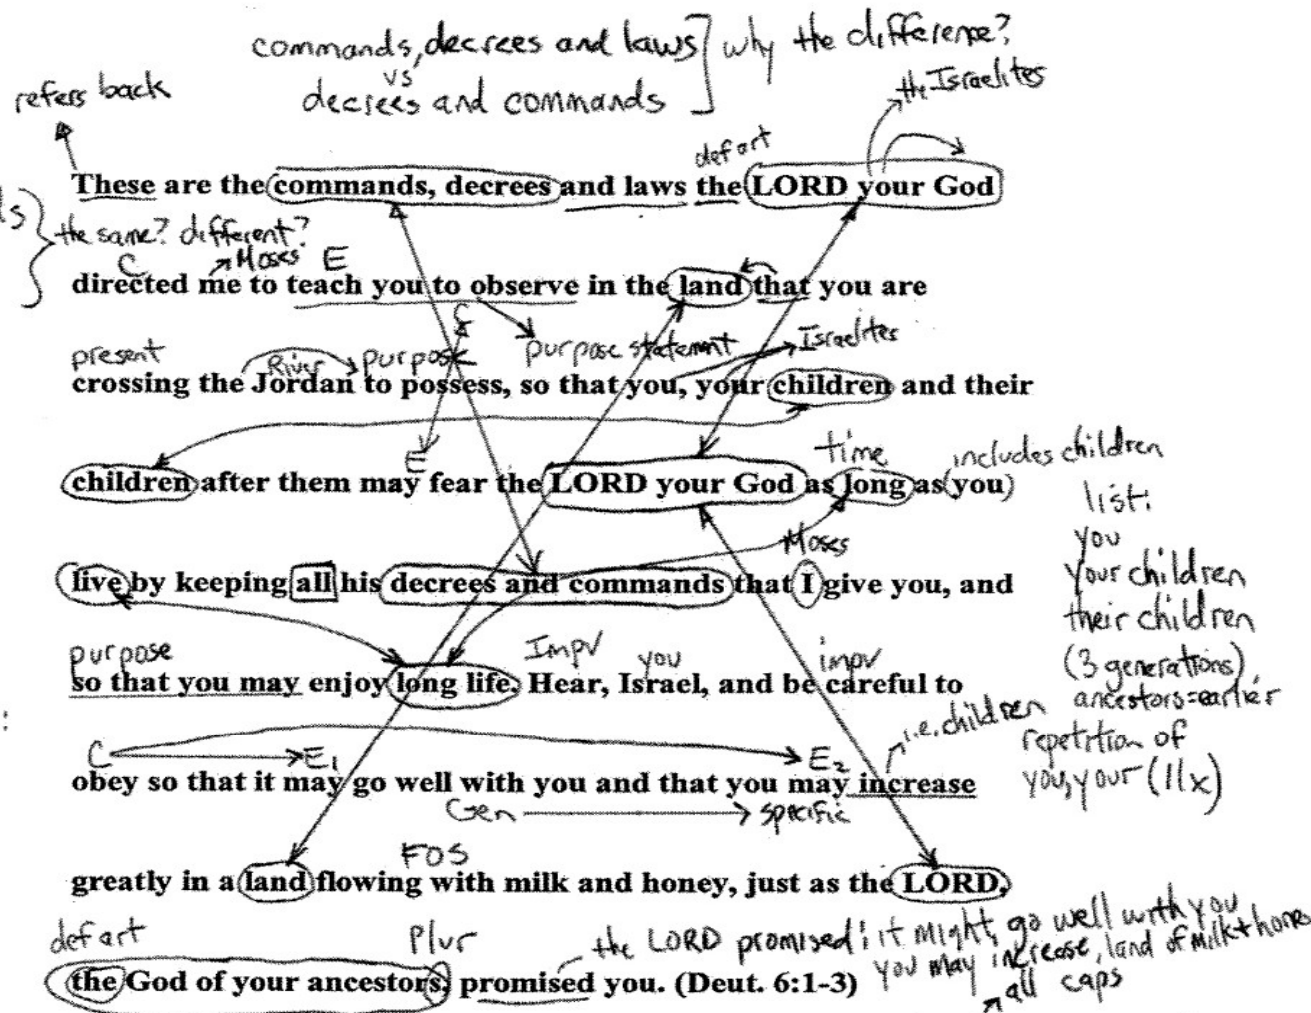 commands, decrees and laws] why the difference?
vs
decrees and commands
refers back
the Israelites
def art
These are the commands, decrees and laws the LORD your God
the same? different?
C Moses E
directed me to teach you to observe in the land that you are
C
present River purpose purpose statement Israelites
crossing the Jordan to possess, so that you, your children and their
E time includes children
children after them may fear the LORD your God as long as you
list:
you
your children
their children
(3 generations)
ancestors=earlier
repetition of
you, your (11x)
Moses
live by keeping all his decrees and commands that I give you, and
purpose Impv you impv
so that you may enjoy long life. Hear, Israel, and be careful to
i.e. children
C E1 E2
obey so that it may go well with you and that you may increase
Gen specific
FOS
greatly in a land flowing with milk and honey, just as the LORD,
def art Plur the LORD promised: it might go well with you
you may increase, land of milk + honey
the God of your ancestors, promised you. (Deut. 6:1-3)
all caps